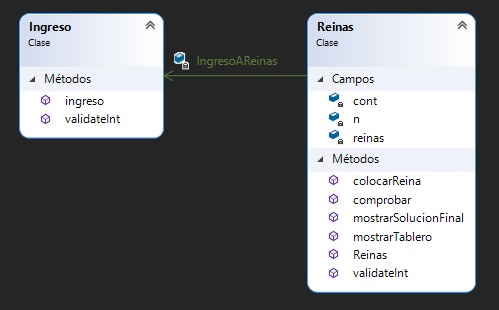 Ingreso
Clase
Métodos
ingreso
validateInt
IngresoAReinas
Reinas
Clase
Campos
cont
n
reinas
Métodos
colocarReina
comprobar
mostrarSolucionFinal
mostrarTablero
Reinas
validateInt